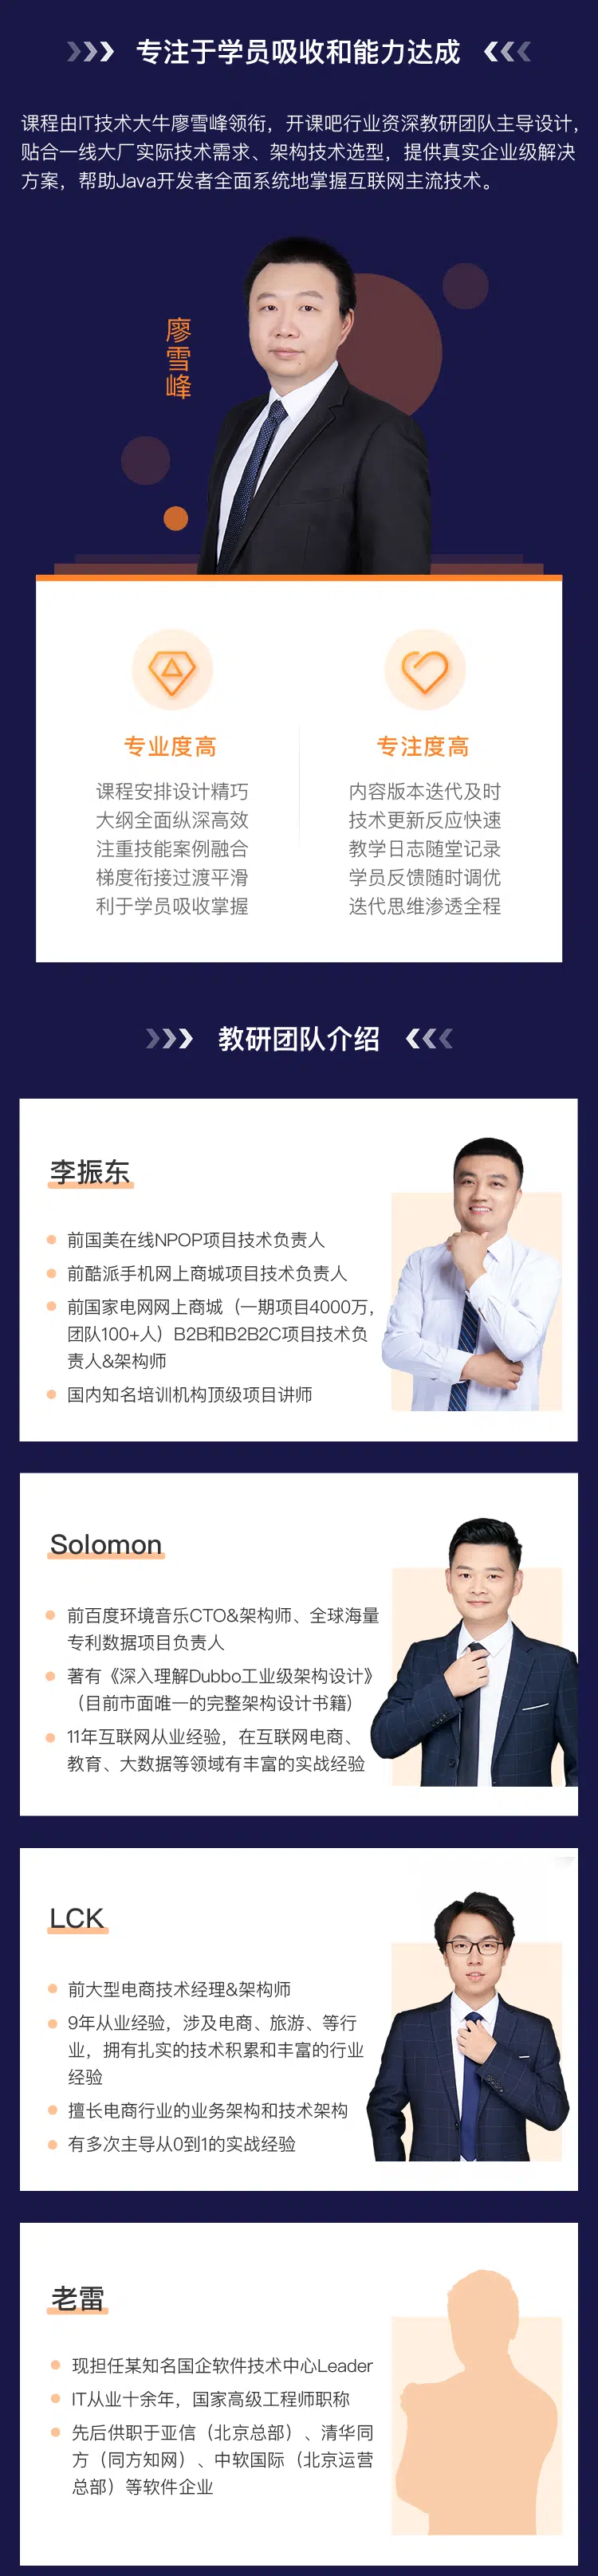 专注于学员吸收和能力达成
课程由IT技术大牛廖雪峰领衔，开课吧行业资深教研团队主导设计，
贴合一线大厂实际技术需求、架构技术选型，提供真实企业级解决
方案，帮助Java开发者全面系统地掌握互联网主流技术。
廖雪峰
专业度高
课程安排设计精巧
大纲全面纵深高效
注重技能案例融合
梯度衔接过渡平滑
利于学员吸收掌握
专注度高
内容版本迭代及时
技术更新反应快速
教学日志随堂记录
学员反馈随时调优
迭代思维渗透全程
教研团队介绍
李振东
前国美在线NPOP项目技术负责人
前酷派手机网上商城项目技术负责人
前国家电网网上商城（一期项目4000万，
团队100+人）B2B和B2B2C项目技术负
责人&架构师
国内知名培训机构顶级项目讲师
Solomon
前百度环境音乐CTO&架构师、全球海量
专利数据项目负责人
著有《深入理解Dubbo工业级架构设计》
（目前市面唯一的完整架构设计书籍）
11年互联网从业经验，在互联网电商、
教育、大数据等领域有丰富的实战经验
LCK
前大型电商技术经理&架构师
9年从业经验，涉及电商、旅游、等行
业，拥有扎实的技术积累和丰富的行业
经验
擅长电商行业的业务架构和技术架构
有多次主导从0到1的实战经验
老雷
现担任某知名国企软件技术中心Leader
IT从业十余年，国家高级工程师职称
先后供职于亚信（北京总部）、清华同
方（同方知网）、中软国际（北京运营
总部）等软件企业